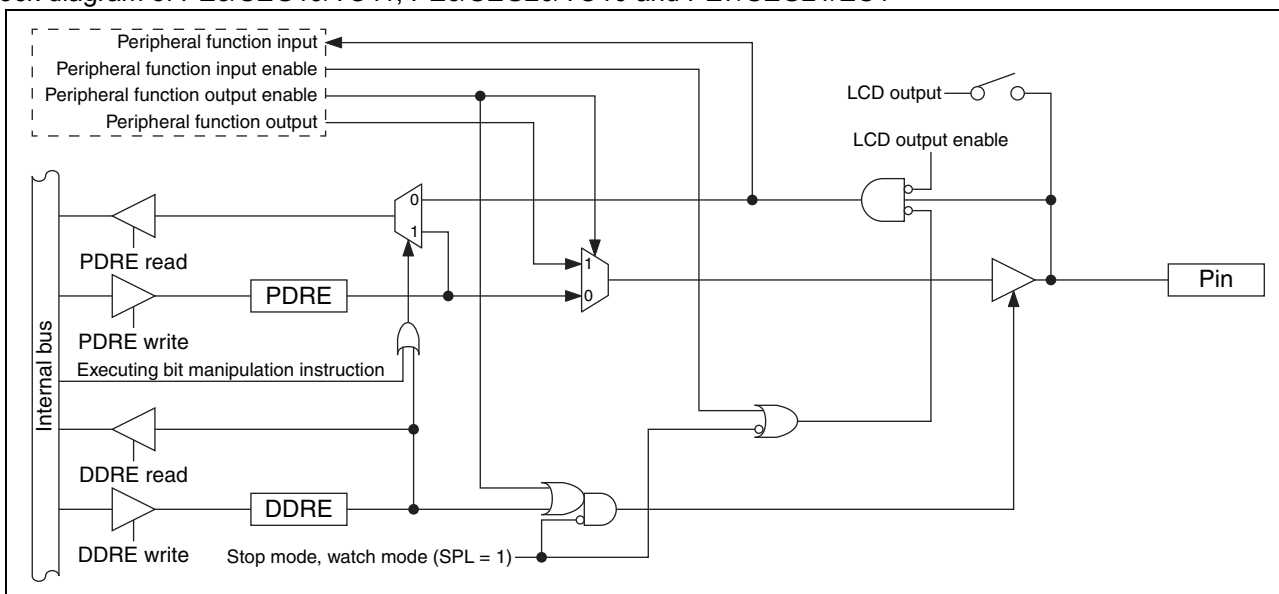 Peripheral function input
Peripheral function input enable
Peripheral function output enable
Peripheral function output
LCD output
LCD output enable
0
1
PDRE read
1
0
PDRE
Pin
PDRE write
Executing bit manipulation instruction
Internal bus
DDRE read
DDRE
DDRE write
Stop mode, watch mode (SPL = 1)